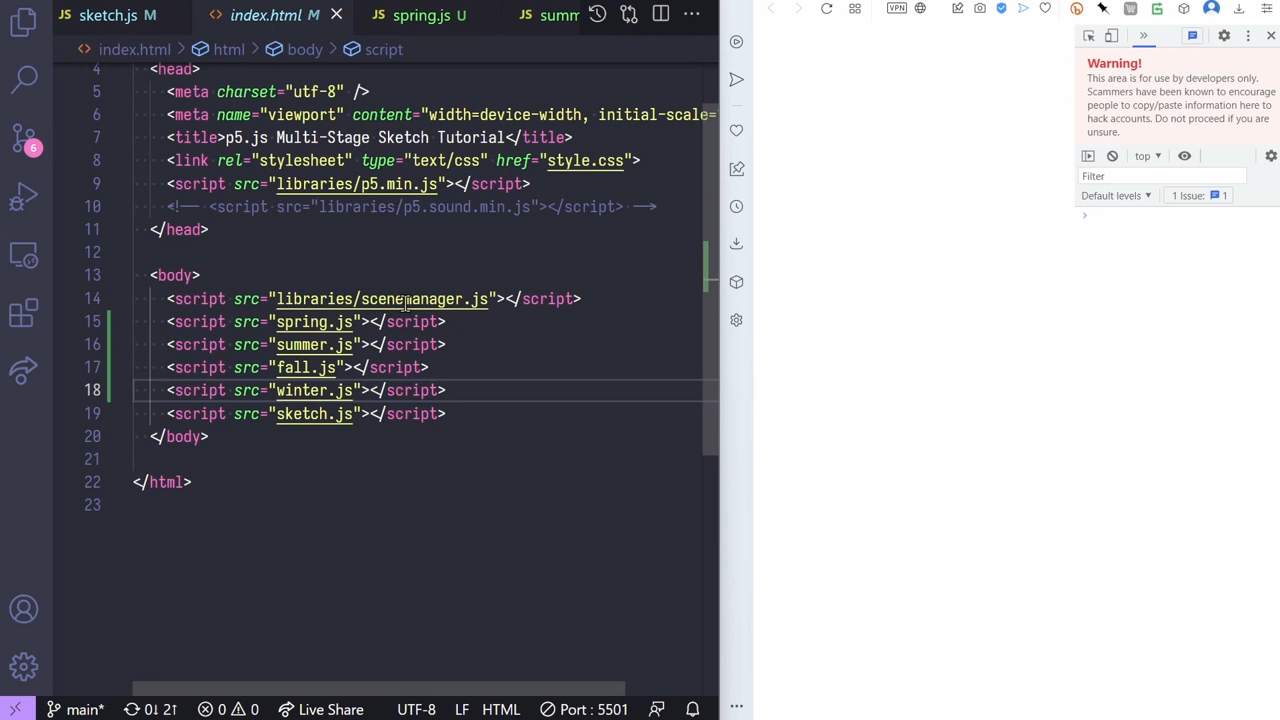 sketch.js M
index.html M
spring.js U
summ
index.html > html > body > script
4 <head>
5 <meta charset="utf-8" />
6 <meta name="viewport" content="width=device-width, initial-scale=
7 <title>p5.js Multi-Stage Sketch Tutorial</title>
8 <link rel="stylesheet" type="text/css" href="style.css">
9 <script src="libraries/p5.min.js"></script>
10 <!-- <script src="libraries/p5.sound.min.js"></script> -->
11 </head>
12
13 <body>
14 <script src="libraries/scenemanager.js"></script>
15 <script src="spring.js"></script>
16 <script src="summer.js"></script>
17 <script src="fall.js"></script>
18 <script src="winter.js"></script>
19 <script src="sketch.js"></script>
20 </body>
21
22 </html>
23
6
main* 0↓ 2↑ 0 0 Live Share UTF-8 LF HTML Port : 5501
VPN
Warning!
This area is for use by developers only.
Scammers have been known to encourage
people to copy/paste information here to
hack accounts. Do not proceed if you are
unsure.
top
Filter
Default levels 1 Issue: 1